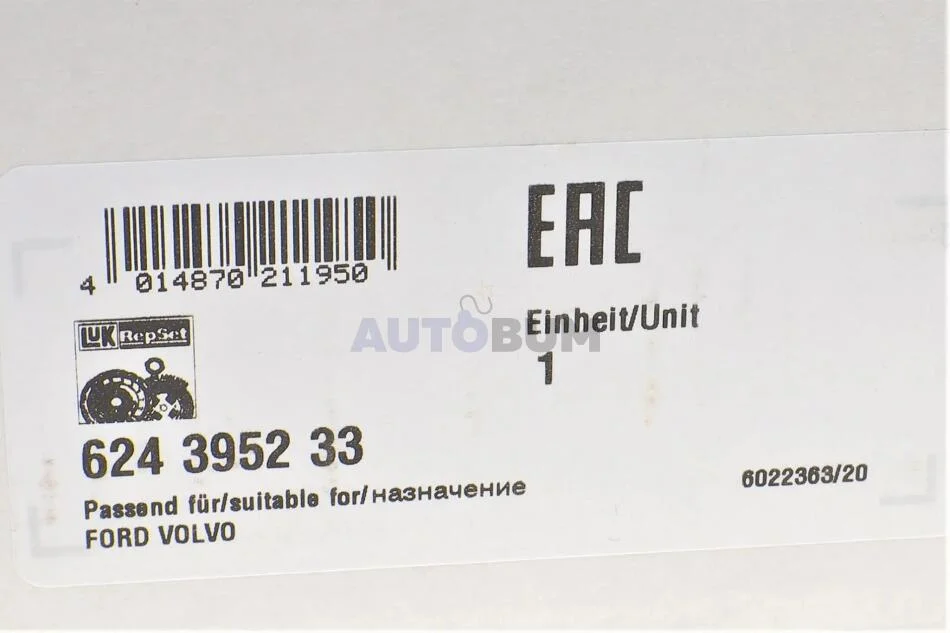 EAC
4 014870 211950
AUTOBUM
Einheit/Unit
1
LUK RepSet
624 3952 33
Passend für/suitable for/назначение
FORD VOLVO
6022363/20